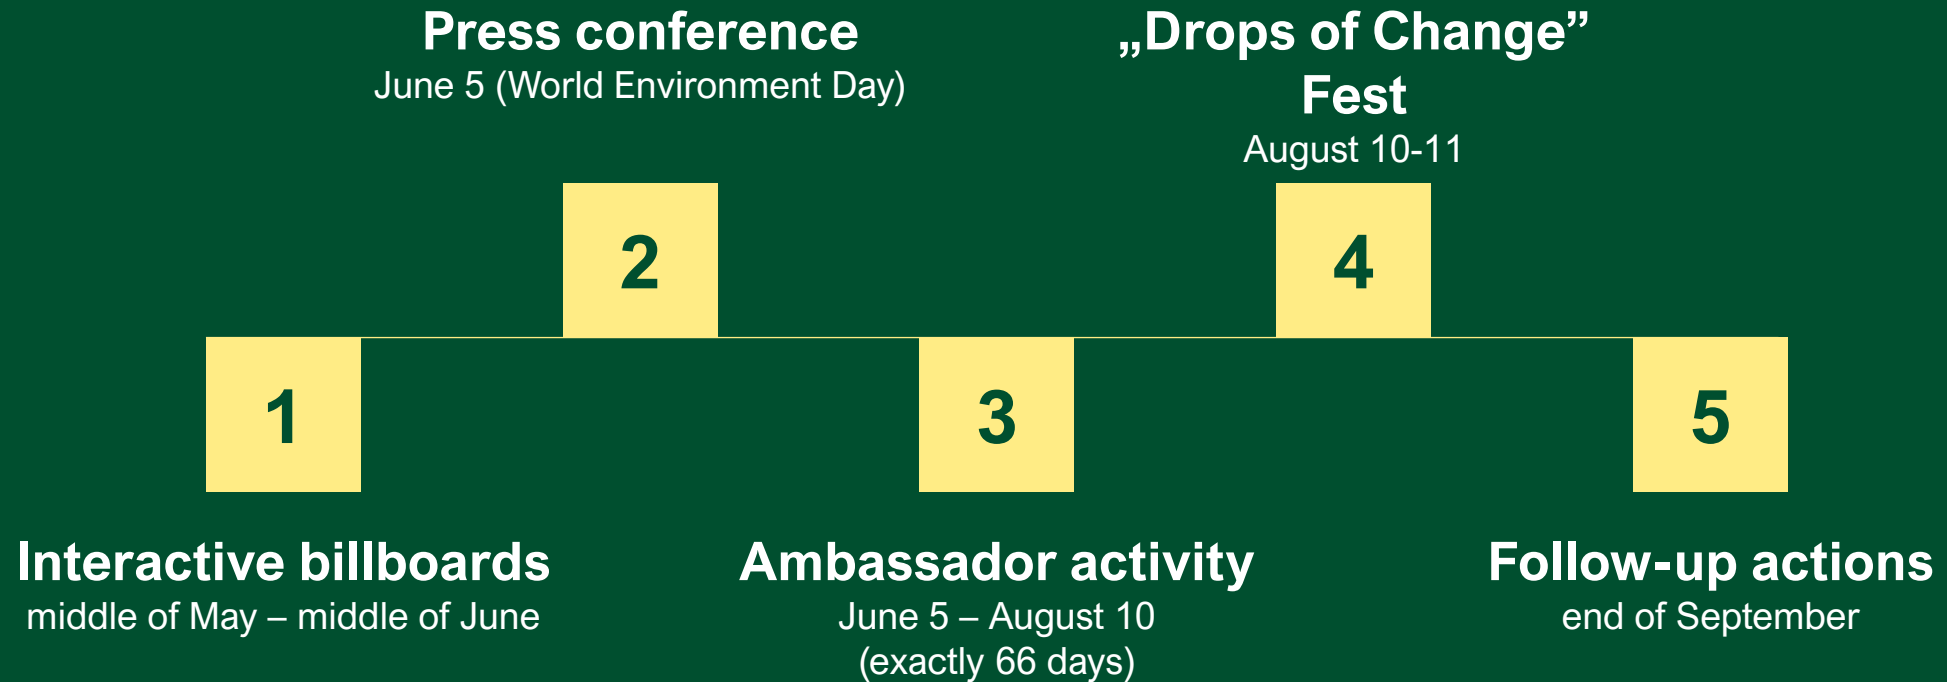 Press conference
June 5 (World Environment Day)
„Drops of Change”
Fest
August 10-11
2
4
1
3
5
Interactive billboards
middle of May – middle of June
Ambassador activity
June 5 – August 10
(exactly 66 days)
Follow-up actions
end of September